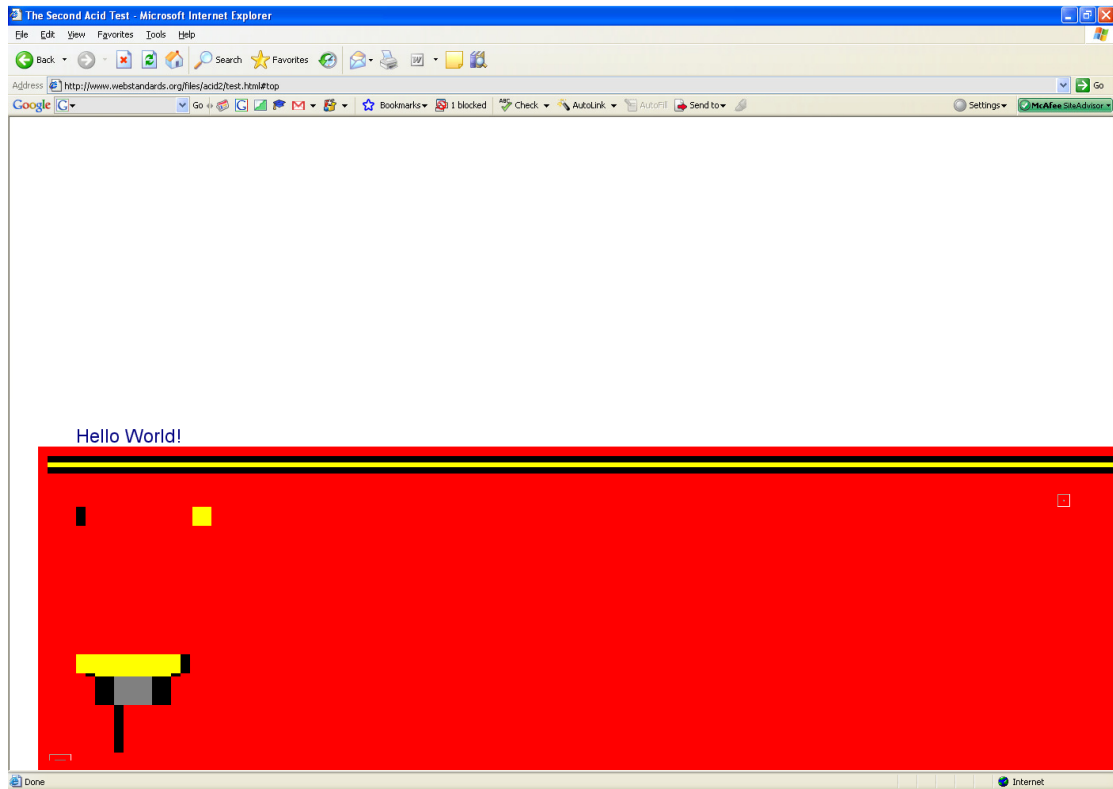 The Second Acid Test - Microsoft Internet Explorer
File Edit View Favorites Tools Help
Back Search Favorites W
Address http://www.webstandards.org/files/acid2/test.html#top Go
Google G Go G M Bookmarks 1 blocked ABC Check AutoLink AutoFill Send to Settings McAfee SiteAdvisor
Hello World!
Done Internet